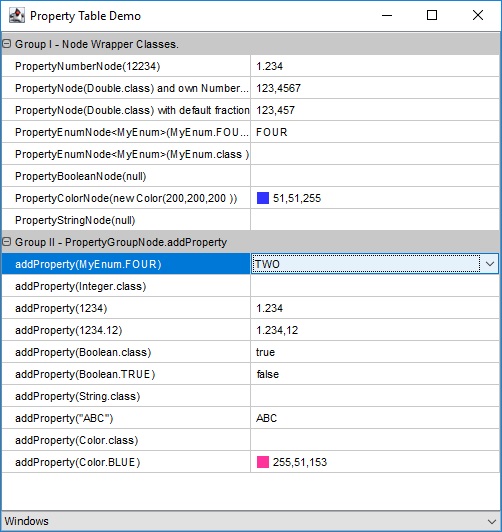 Property Table Demo
Group I - Node Wrapper Classes.
PropertyNumberNode(12234) 1.234
PropertyNode(Double.class) and own Number... 123,4567
PropertyNode(Double.class) with default fraction 123,457
PropertyEnumNode<MyEnum>(MyEnum.FOU... FOUR
PropertyEnumNode<MyEnum>(MyEnum.class )
PropertyBooleanNode(null)
PropertyColorNode(new Color(200,200,200 )) 51,51,255
PropertyStringNode(null)
Group II - PropertyGroupNode.addProperty
addProperty(MyEnum.FOUR) TWO
addProperty(Integer.class)
addProperty(1234) 1.234
addProperty(1234.12) 1.234,12
addProperty(Boolean.class) true
addProperty(Boolean.TRUE) false
addProperty(String.class)
addProperty("ABC") ABC
addProperty(Color.class)
addProperty(Color.BLUE) 255,51,153
Windows